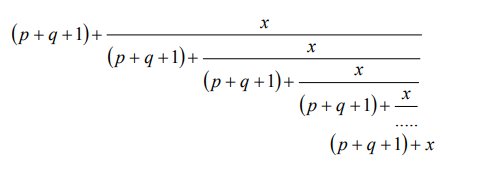 (p + q + 1) + x
(p + q + 1) + x
(p + q + 1) + x
(p + q + 1) + x
.....
(p + q + 1) + x